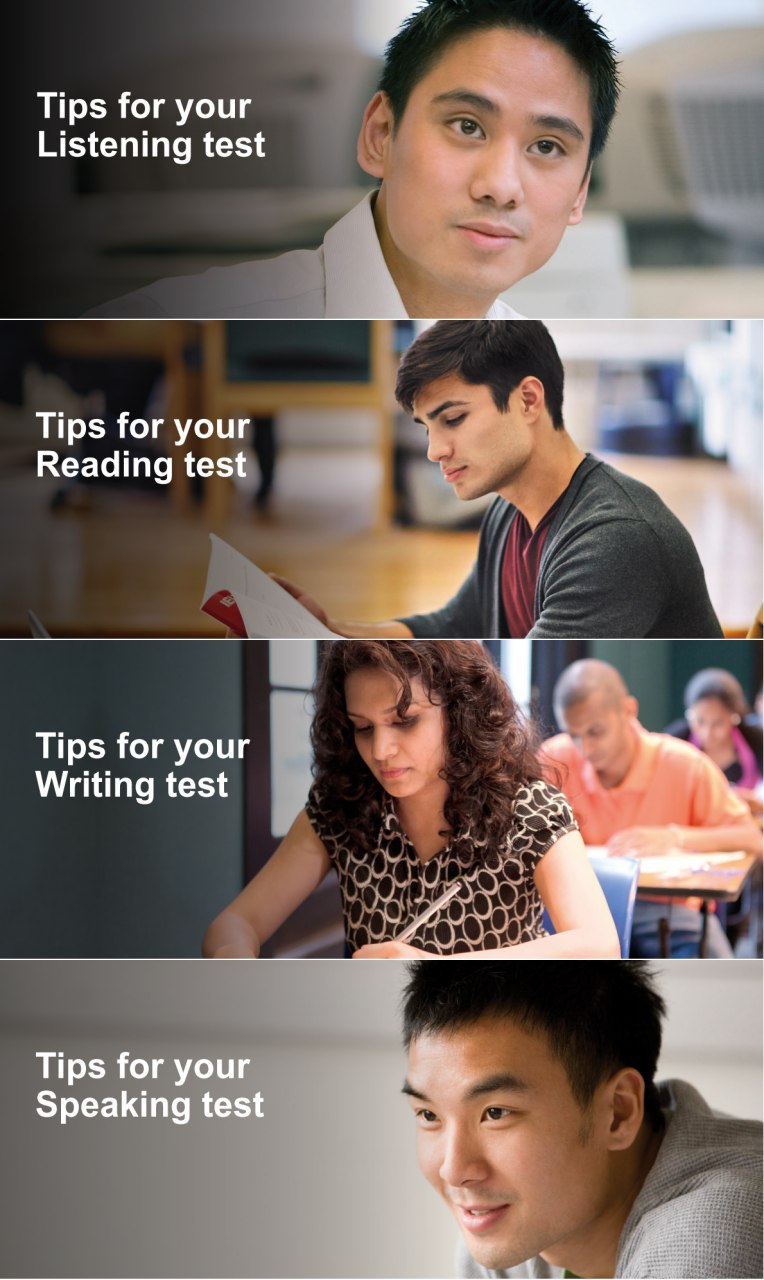 Tips for your
Listening test
Tips for your
Reading test
Tips for your
Writing test
Tips for your
Speaking test